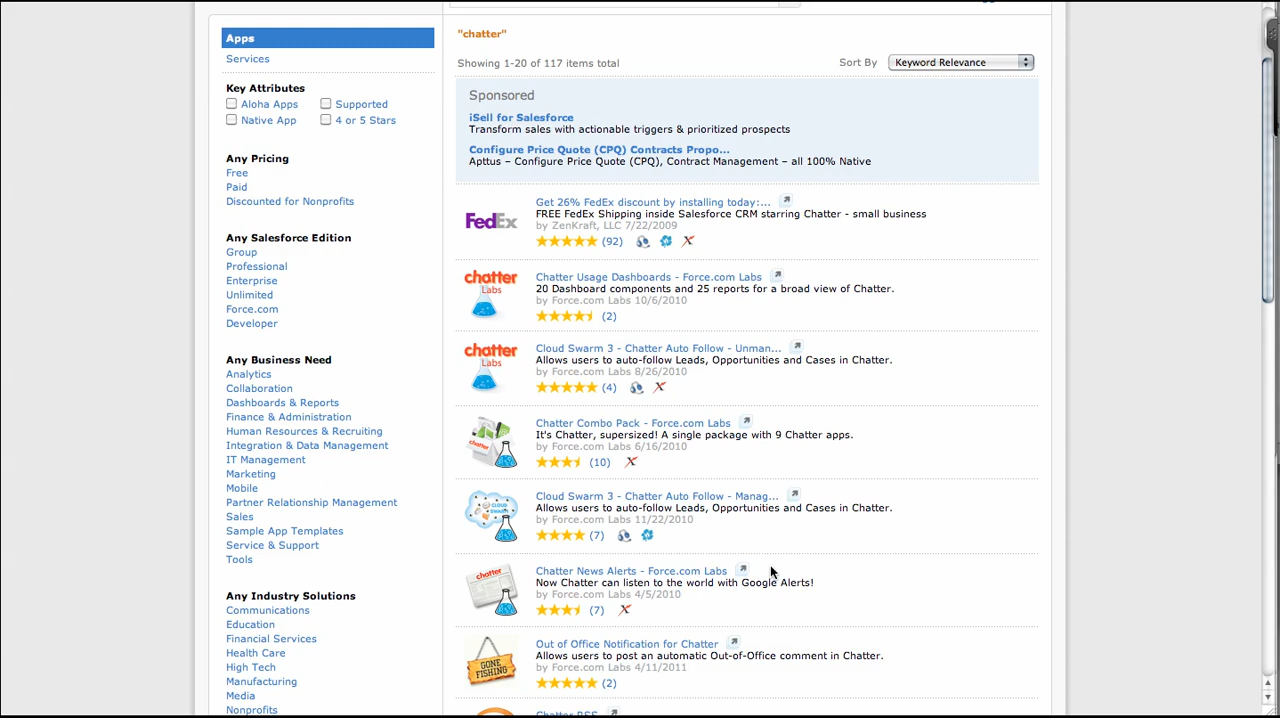 Apps
Services
Key Attributes
Aloha Apps
Supported
Native App
4 or 5 Stars
Any Pricing
Free
Paid
Discounted for Nonprofits
Any Salesforce Edition
Group
Professional
Enterprise
Unlimited
Force.com
Developer
Any Business Need
Analytics
Collaboration
Dashboards & Reports
Finance & Administration
Human Resources & Recruiting
Integration & Data Management
IT Management
Marketing
Mobile
Partner Relationship Management
Sales
Sample App Templates
Service & Support
Tools
Any Industry Solutions
Communications
Education
Financial Services
Health Care
High Tech
Manufacturing
Media
Nonprofits
"chatter"
Showing 1-20 of 117 items total
Sort By
Keyword Relevance
Sponsored
iSell for Salesforce
Transform sales with actionable triggers & prioritized prospects
Configure Price Quote (CPQ) Contracts Propo...
Apttus – Configure Price Quote (CPQ), Contract Management – all 100% Native
FedEx
Get 26% FedEx discount by installing today:...
FREE FedEx Shipping inside Salesforce CRM starring Chatter - small business
by ZenKraft, LLC 7/22/2009
(92)
chatter
Labs
Chatter Usage Dashboards - Force.com Labs
20 Dashboard components and 25 reports for a broad view of Chatter.
by Force.com Labs 10/6/2010
(2)
chatter
Labs
Cloud Swarm 3 - Chatter Auto Follow - Unman...
Allows users to auto-follow Leads, Opportunities and Cases in Chatter.
by Force.com Labs 8/26/2010
(4)
chatter
Chatter Combo Pack - Force.com Labs
It's Chatter, supersized! A single package with 9 Chatter apps.
by Force.com Labs 6/16/2010
(10)
CLOUD
SWARM
Cloud Swarm 3 - Chatter Auto Follow - Manag...
Allows users to auto-follow Leads, Opportunities and Cases in Chatter.
by Force.com Labs 11/22/2010
(7)
chatter
Chatter News Alerts - Force.com Labs
Now Chatter can listen to the world with Google Alerts!
by Force.com Labs 4/5/2010
(7)
GONE
FISHING
Out of Office Notification for Chatter
Allows users to post an automatic Out-of-Office comment in Chatter.
by Force.com Labs 4/11/2011
(2)
Chatter RSS